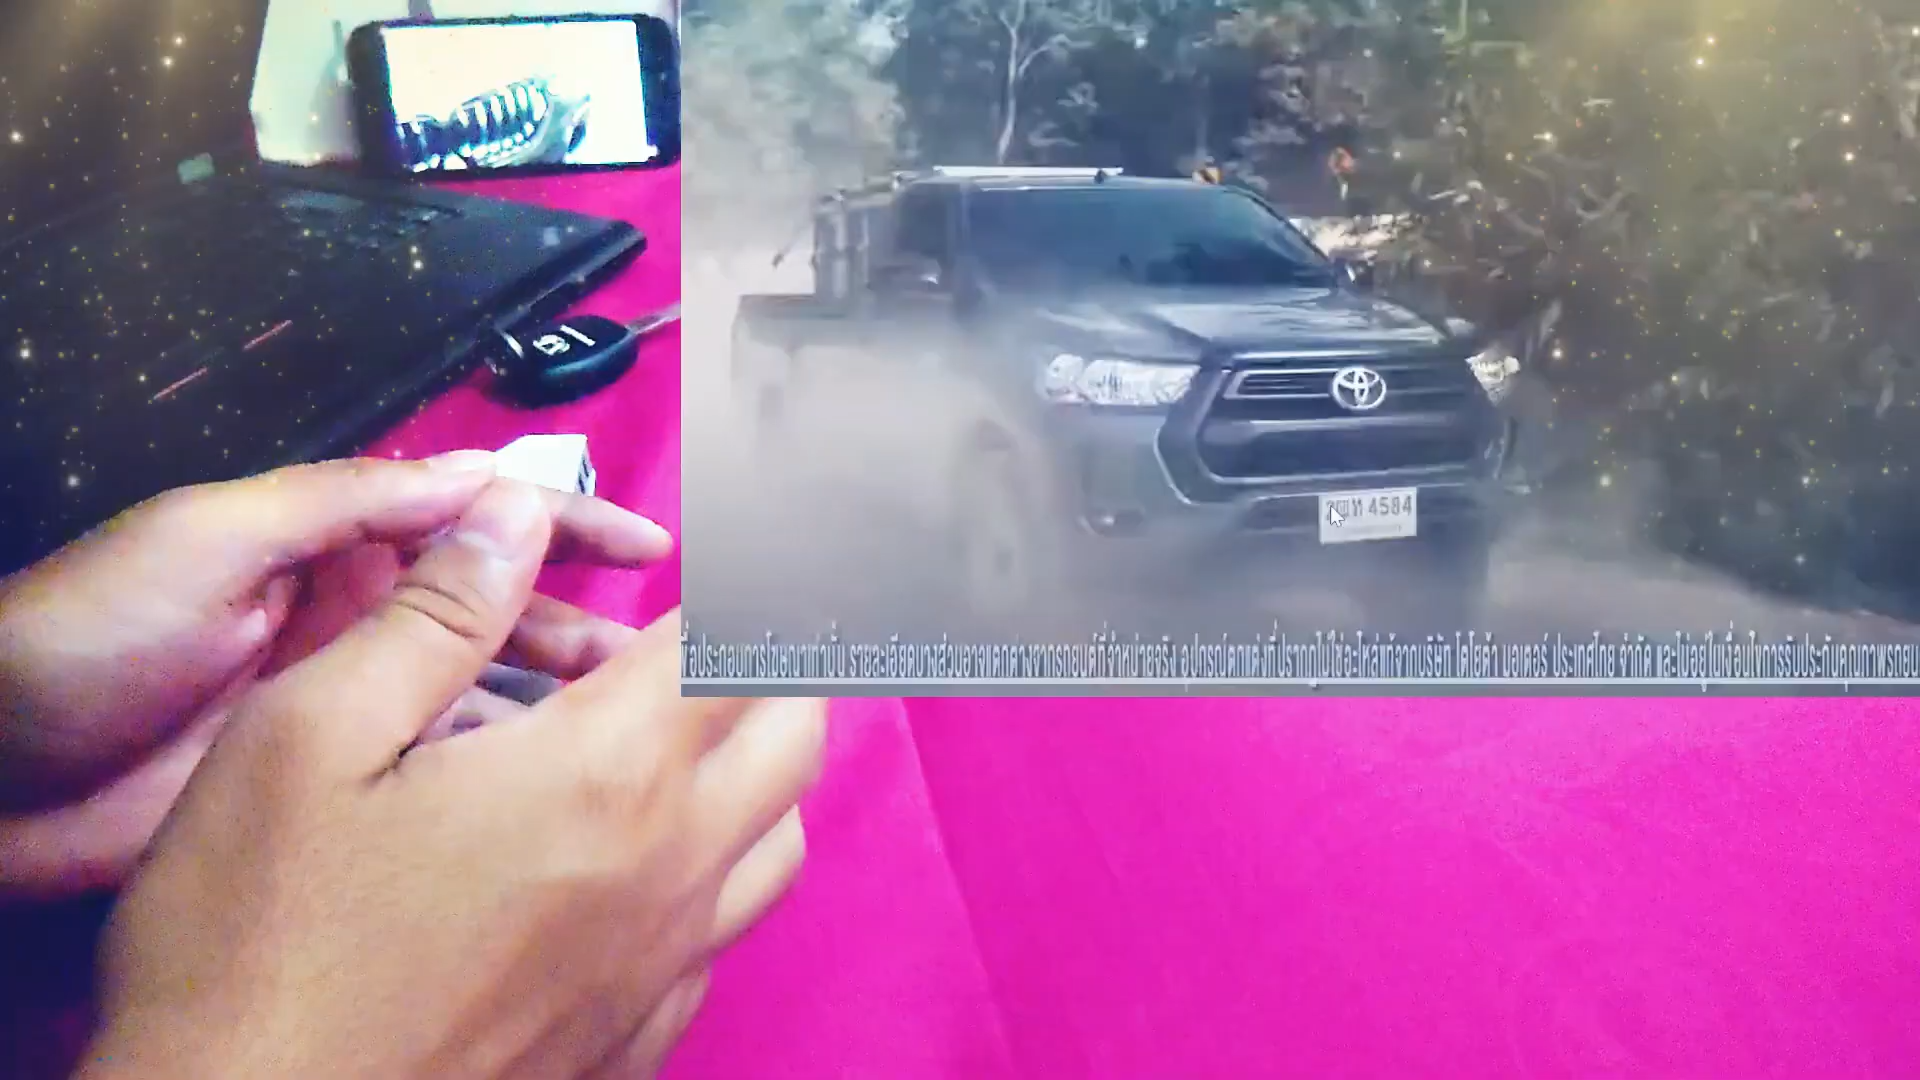 4584
ประกอบการโฆษณาเท่านั้น รายละเอียดบางส่วนอาจแตกต่างจากรถยนต์ที่จำหน่ายจริง อุปกรณ์ตกแต่งที่ปรากฏไม่ใช่อะไหล่แท้จากบริษัท โตโยต้า มอเตอร์ ประเทศไทย จำกัด และไม่อยู่ในเงื่อนไขการรับประกันคุณภาพรถยน